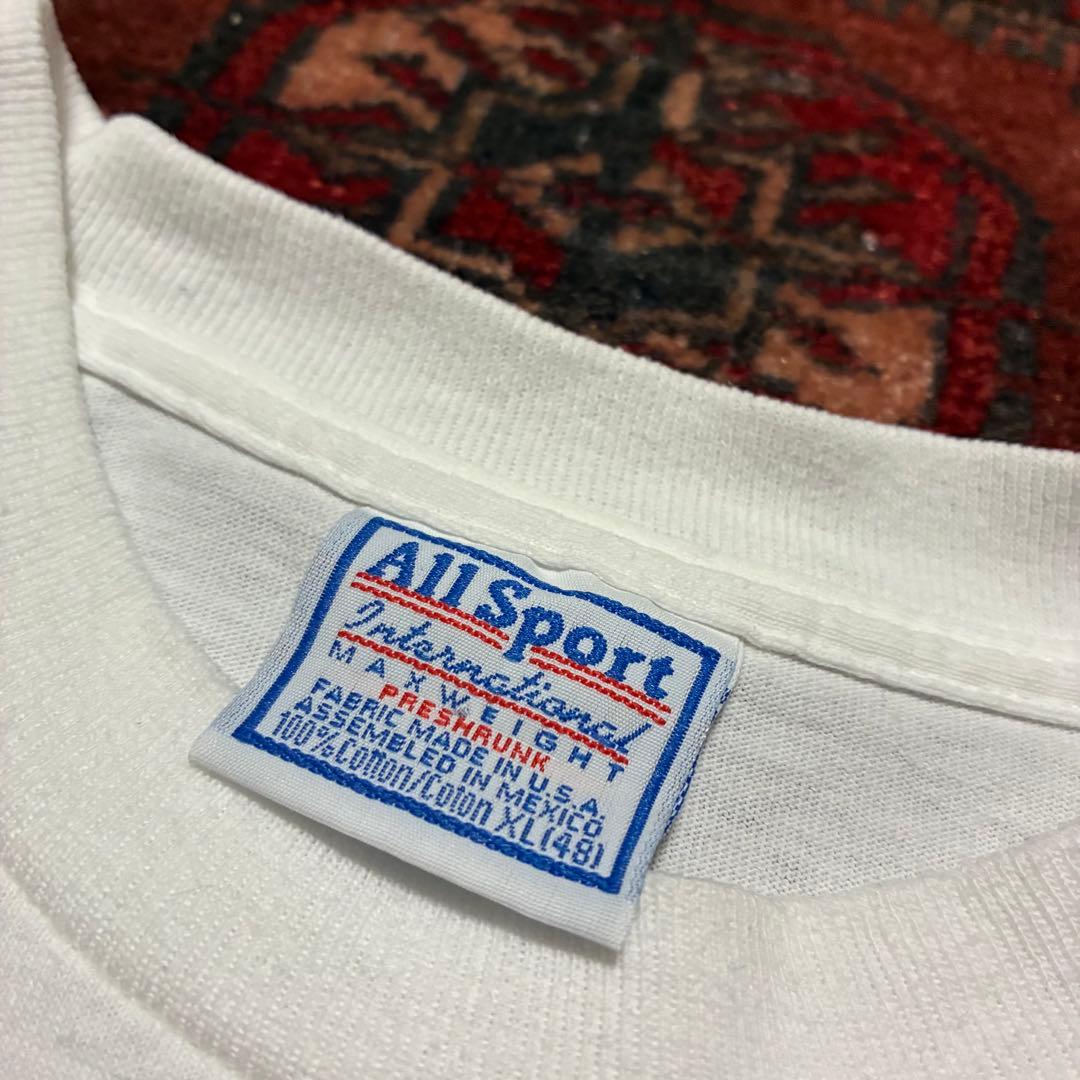 All Sport
International
MAXWEIGHT
PRESHRUNK
FABRIC MADE IN U.S.A.
ASSEMBLED IN MEXICO
100% Cotton/Coton XL(48)